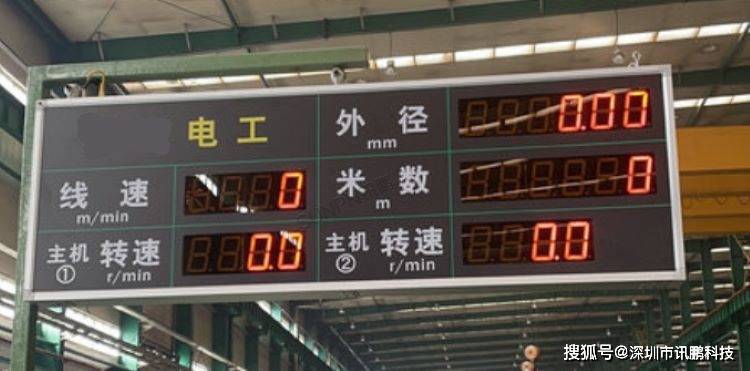 电工
外径 0.00
mm
线速 0
m/min
米数 0
m
主机① 转速 0.0
r/min
主机② 转速 0.0
r/min
搜狐号@深圳市讯鹏科技